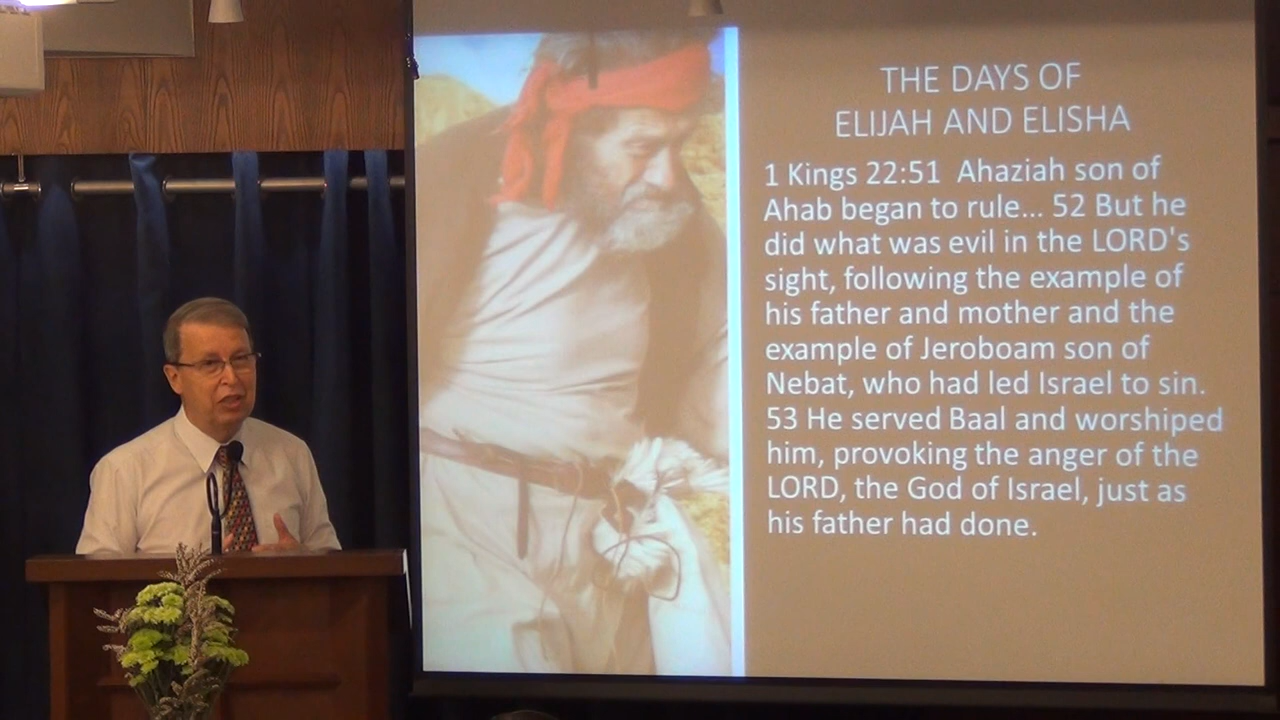 THE DAYS OF
ELIJAH AND ELISHA
1 Kings 22:51 Ahaziah son of
Ahab began to rule... 52 But he
did what was evil in the LORD's
sight, following the example of
his father and mother and the
example of Jeroboam son of
Nebat, who had led Israel to sin.
53 He served Baal and worshiped
him, provoking the anger of the
LORD, the God of Israel, just as
his father had done.